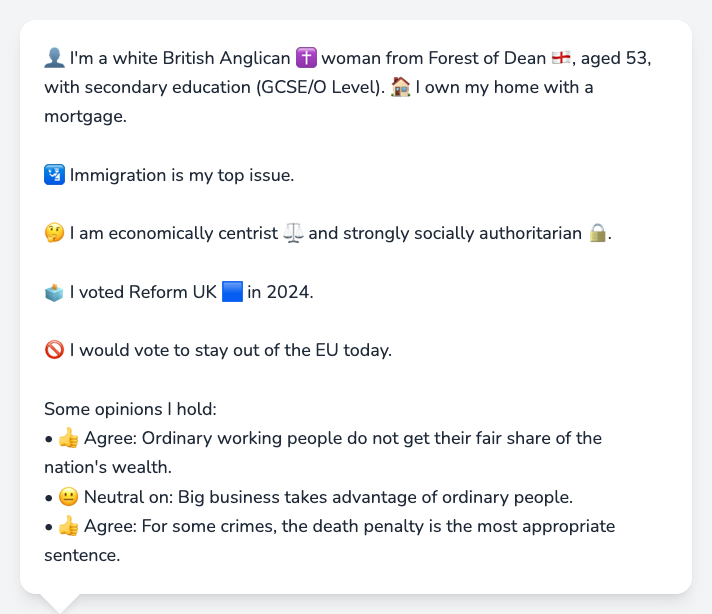 👤 I'm a white British Anglican ✝️ woman from Forest of Dean 🏴󠁧󠁢󠁥󠁮󠁧󠁿, aged 53,
with secondary education (GCSE/O Level). 🏠 I own my home with a
mortgage.
🛂 Immigration is my top issue.
🤔 I am economically centrist ⚖️ and strongly socially authoritarian 🔒.
🗳️ I voted Reform UK 🟦 in 2024.
🚫 I would vote to stay out of the EU today.
Some opinions I hold:
• 👍 Agree: Ordinary working people do not get their fair share of the
nation's wealth.
• 😐 Neutral on: Big business takes advantage of ordinary people.
• 👍 Agree: For some crimes, the death penalty is the most appropriate
sentence.